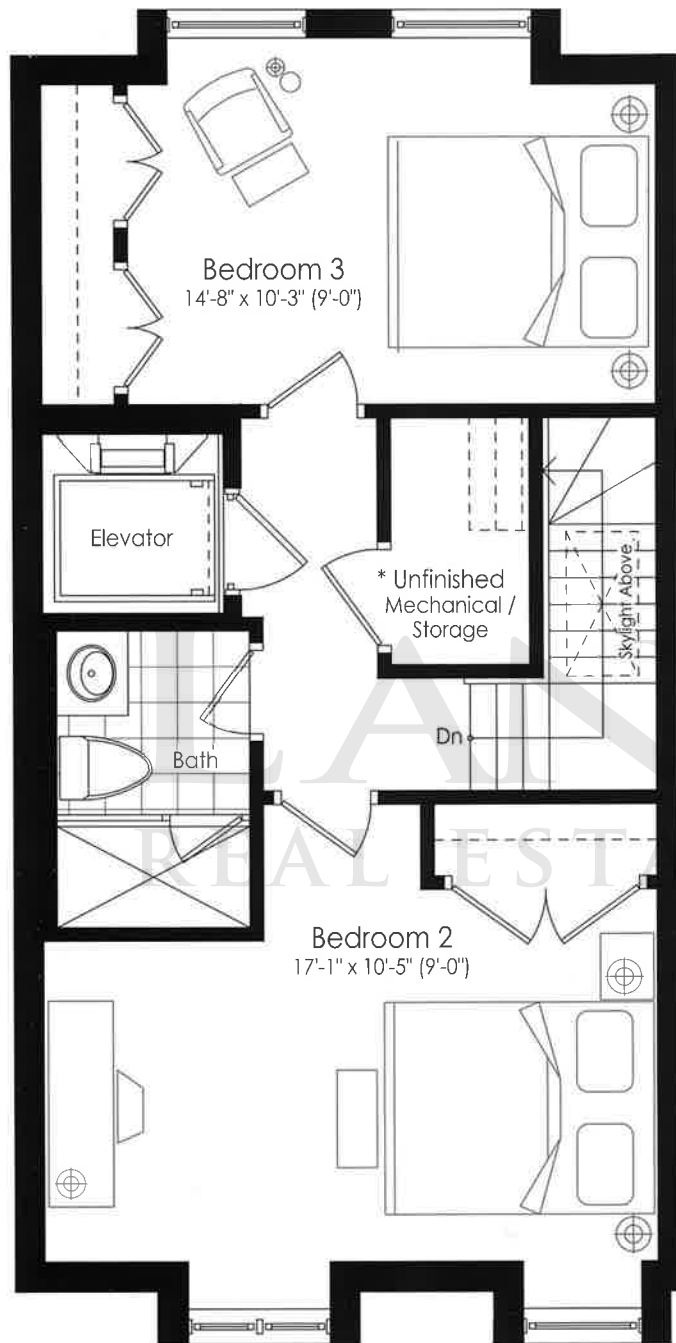 Bedroom 3
14'-8" x 10'-3" (9'-0")
Elevator
* Unfinished
Mechanical /
Storage
Skylight Above
Dn
Bath
LAN
REAL ESTA
Bedroom 2
17'-1" x 10'-5" (9'-0")